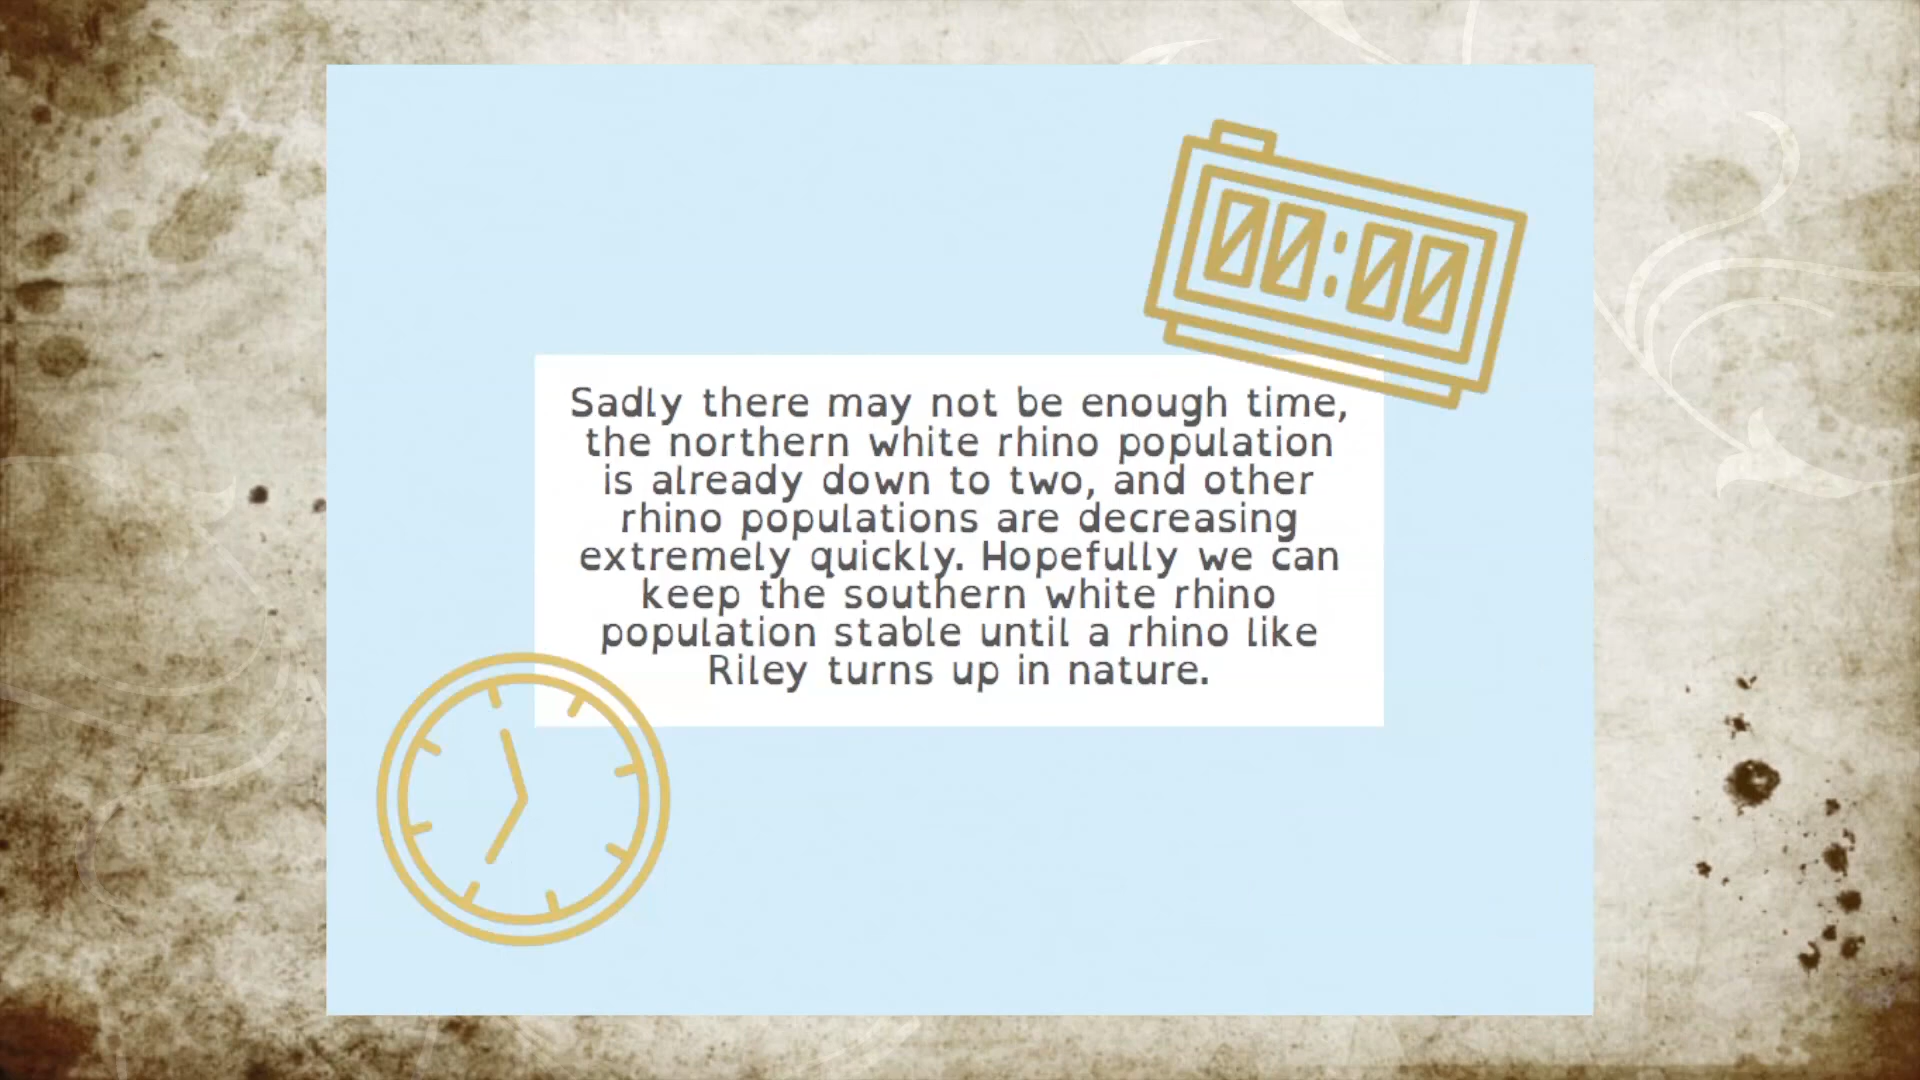 00:00
Sadly there may not be enough time,
the northern white rhino population
is already down to two, and other
rhino populations are decreasing
extremely quickly. Hopefully we can
keep the southern white rhino
population stable until a rhino like
Riley turns up in nature.